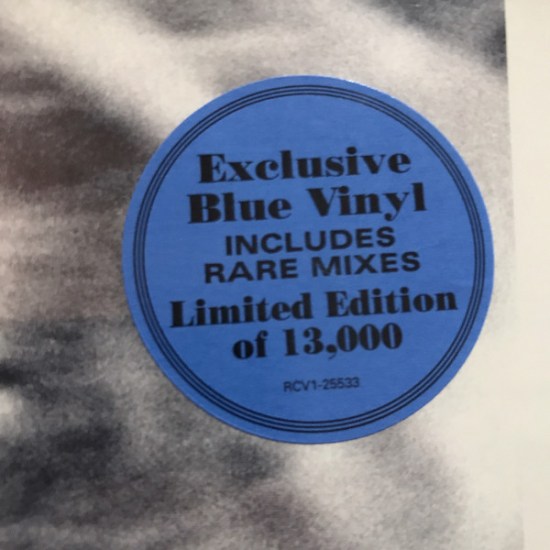 Exclusive
Blue Vinyl
INCLUDES
RARE MIXES
Limited Edition
of 13,000
RCV1-25533